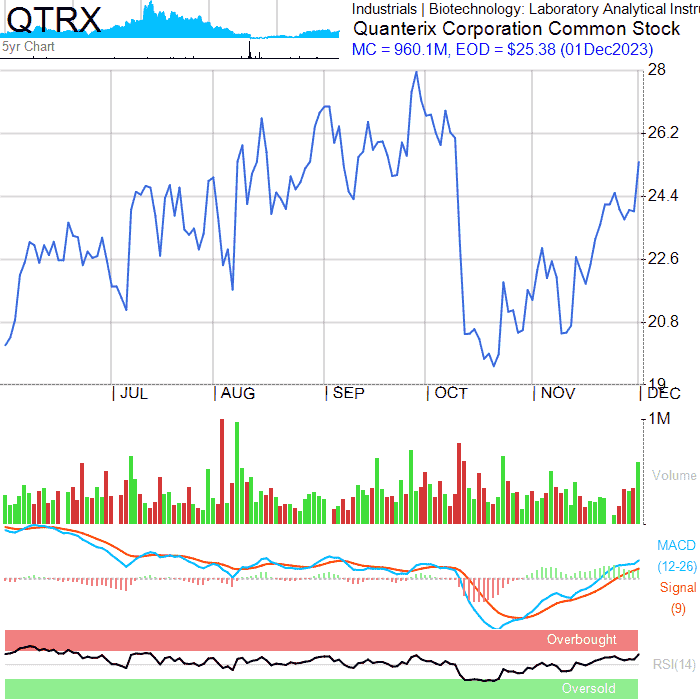 QTRX
5yr Chart
Industrials | Biotechnology: Laboratory Analytical Instru
Quanterix Corporation Common Stock
MC = 960.1M, EOD = $25.38 (01Dec2023)
28
26.2
24.4
22.6
20.8
19
JUL
AUG
SEP
OCT
NOV
DEC
1M
Volume
MACD
(12-26)
Signal
(9)
Overbought
RSI(14)
Oversold